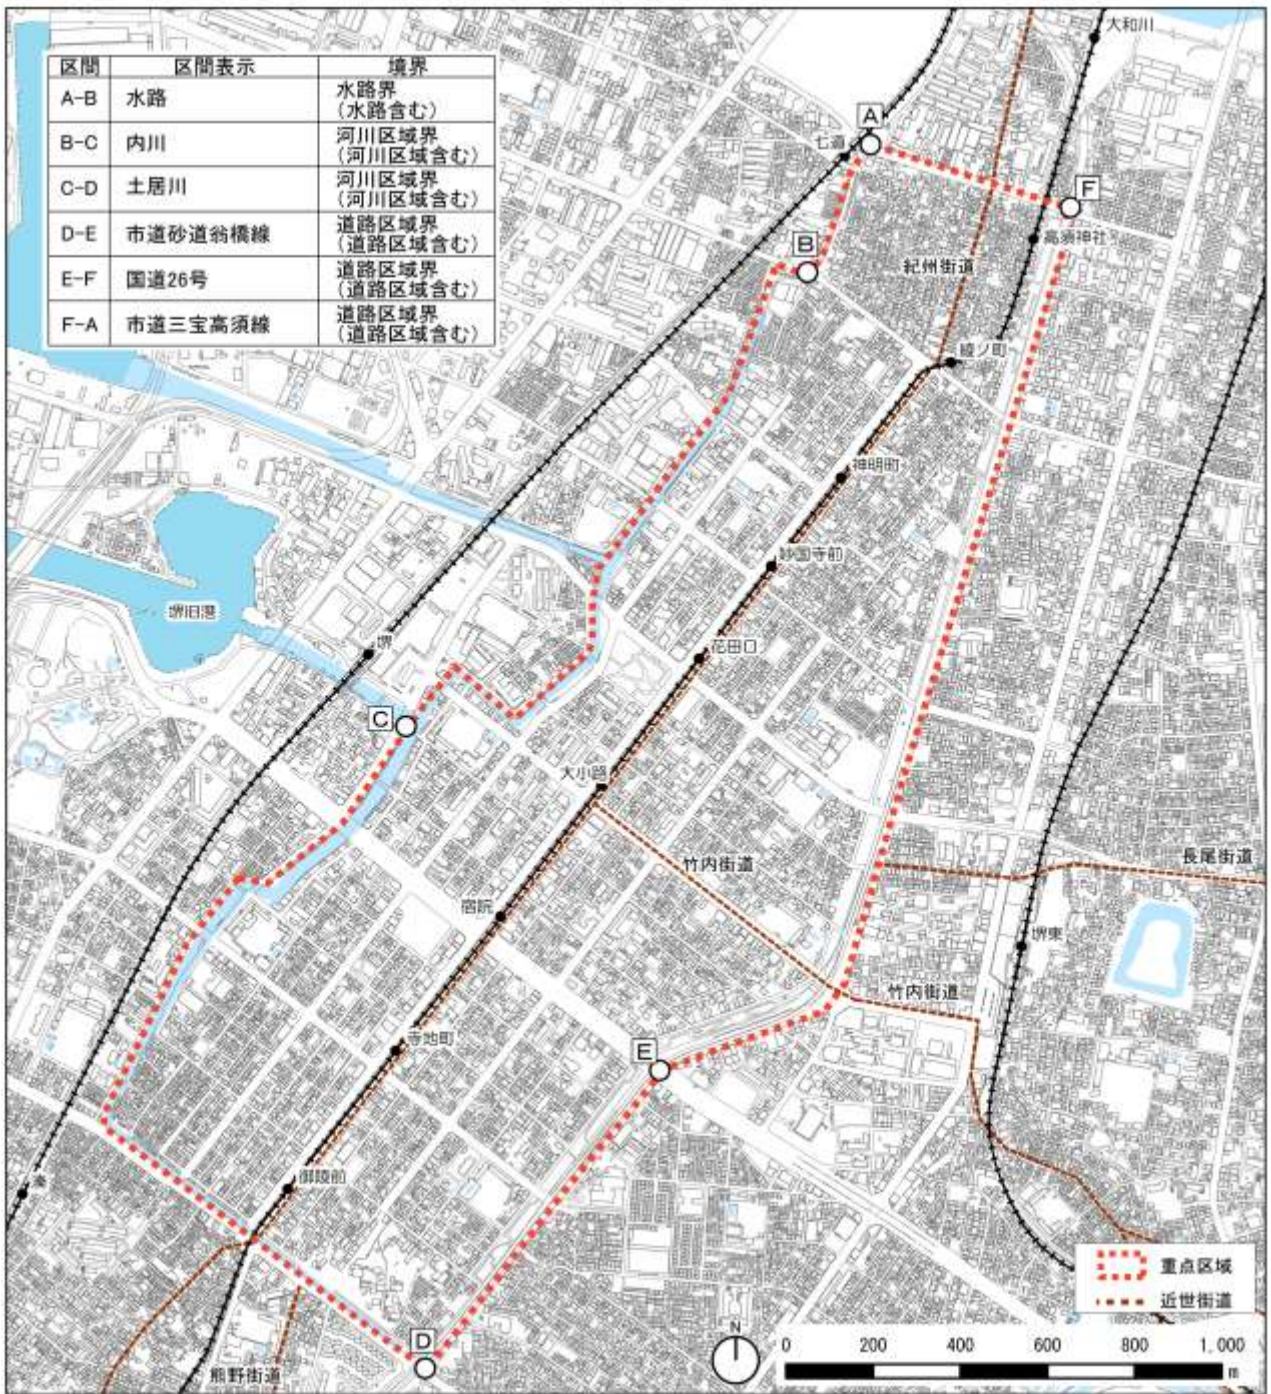 区間 区間表示 境界
A-B 水路 水路界
(水路含む)
B-C 内川 河川区域界
(河川区域含む)
C-D 土居川 河川区域界
(河川区域含む)
D-E 市道砂道翁橋線 道路区域界
(道路区域含む)
E-F 国道26号 道路区域界
(道路区域含む)
F-A 市道三宝高須線 道路区域界
(道路区域含む)
大和川
A
七道
F
高須神社
B
紀州街道
綾ノ町
神明町
妙国寺前
堺旧港
堺
花田口
C
大小路
竹内街道
長尾街道
宿院
堺東
竹内街道
寺地町
E
御陵前
湊
重点区域
近世街道
D
熊野街道
N
0 200 400 600 800 1,000
m